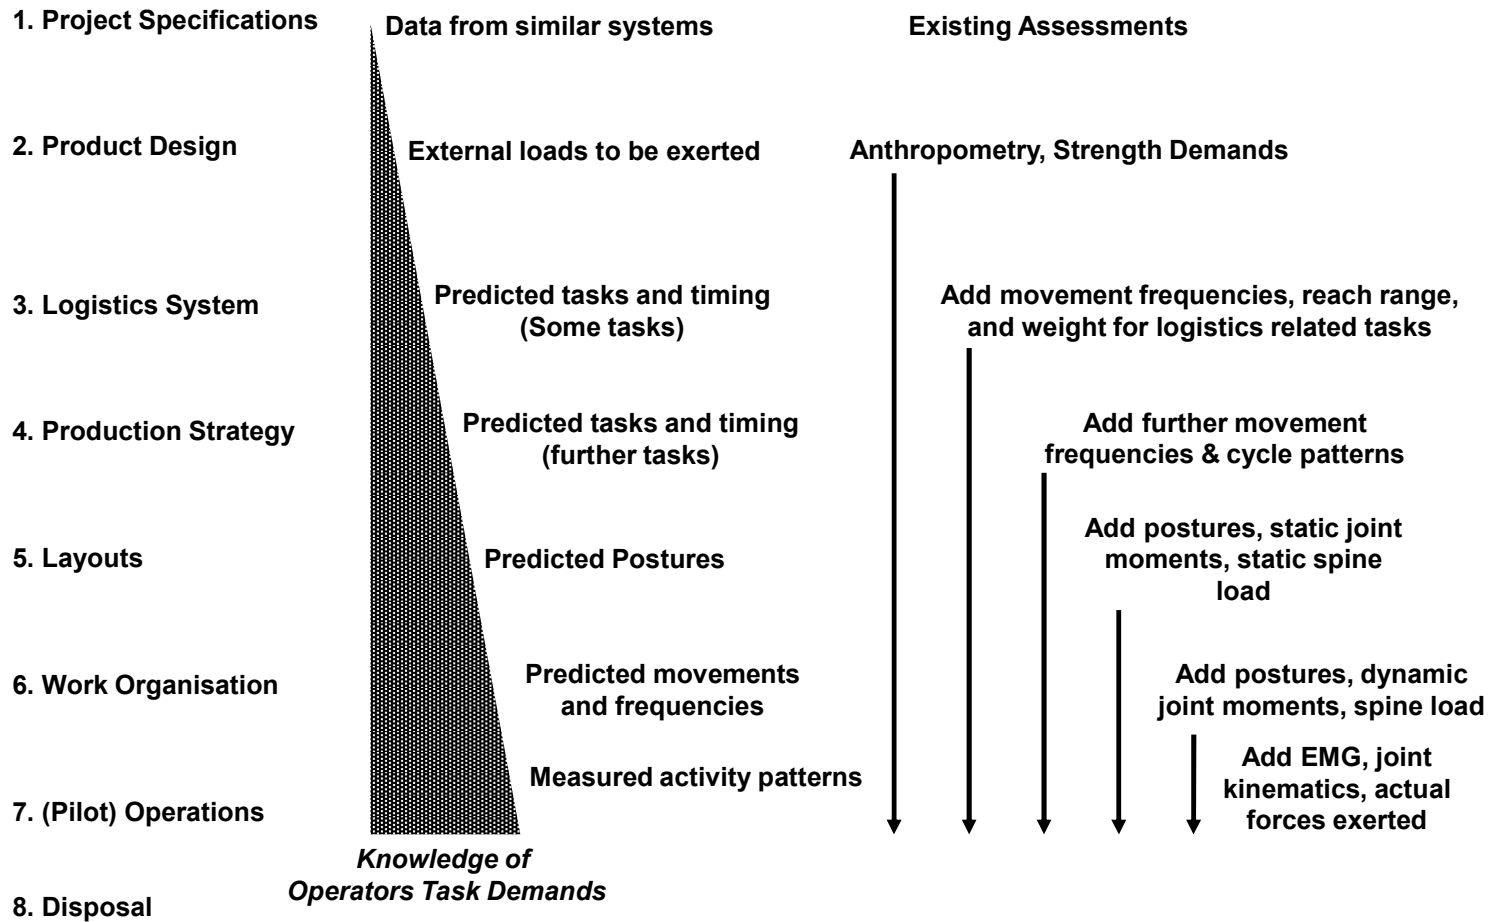 1. Project Specifications
Data from similar systems
Existing Assessments
2. Product Design
External loads to be exerted
Anthropometry, Strength Demands
3. Logistics System
Predicted tasks and timing
(Some tasks)
Add movement frequencies, reach range,
and weight for logistics related tasks
4. Production Strategy
Predicted tasks and timing
(further tasks)
Add further movement
frequencies & cycle patterns
5. Layouts
Predicted Postures
Add postures, static joint
moments, static spine
load
6. Work Organisation
Predicted movements
and frequencies
Add postures, dynamic
joint moments, spine load
7. (Pilot) Operations
Measured activity patterns
Add EMG, joint
kinematics, actual
forces exerted
Knowledge of
Operators Task Demands
8. Disposal